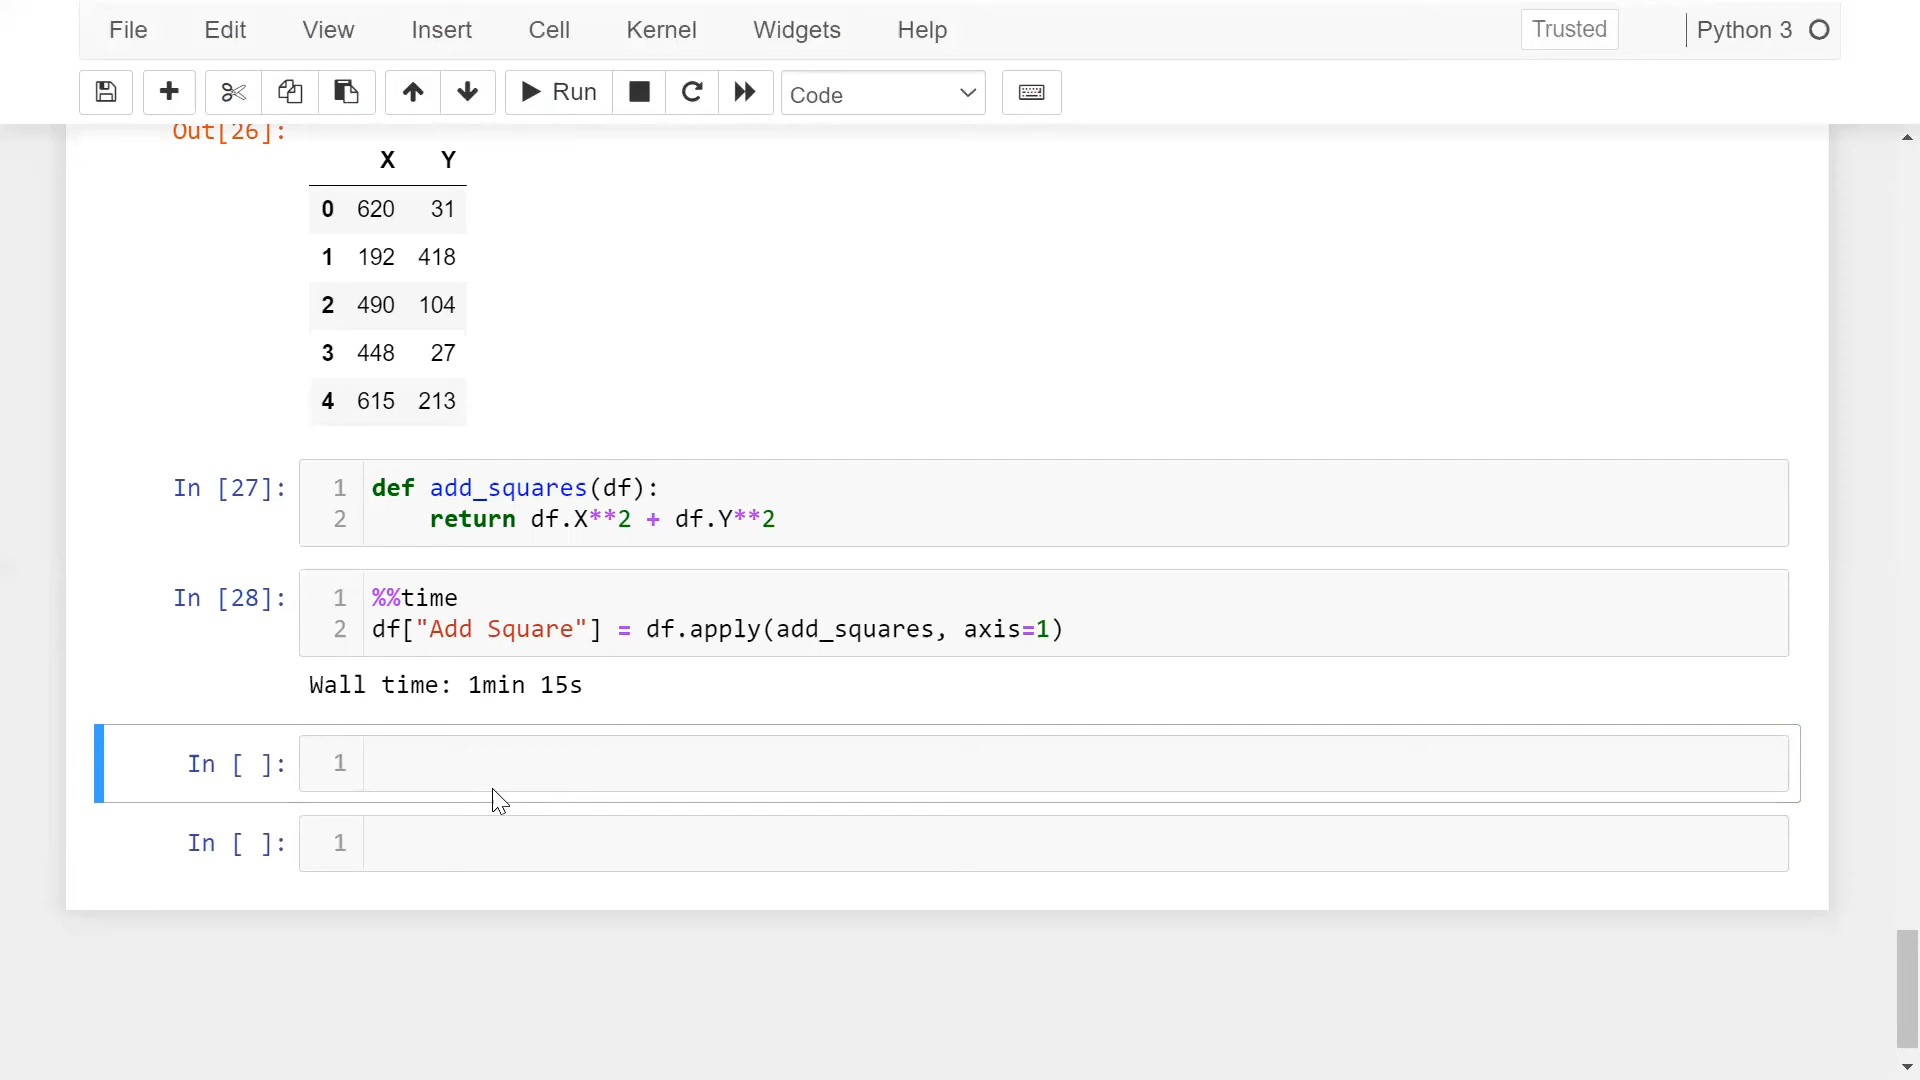 File Edit View Insert Cell Kernel Widgets Help Trusted Python 3
Run Code
Out[26]:
X Y
0 620 31
1 192 418
2 490 104
3 448 27
4 615 213
In [27]: 1 def add_squares(df):
2 return df.X**2 + df.Y**2
In [28]: 1 %%time
2 df["Add Square"] = df.apply(add_squares, axis=1)
Wall time: 1min 15s
In [ ]: 1
In [ ]: 1